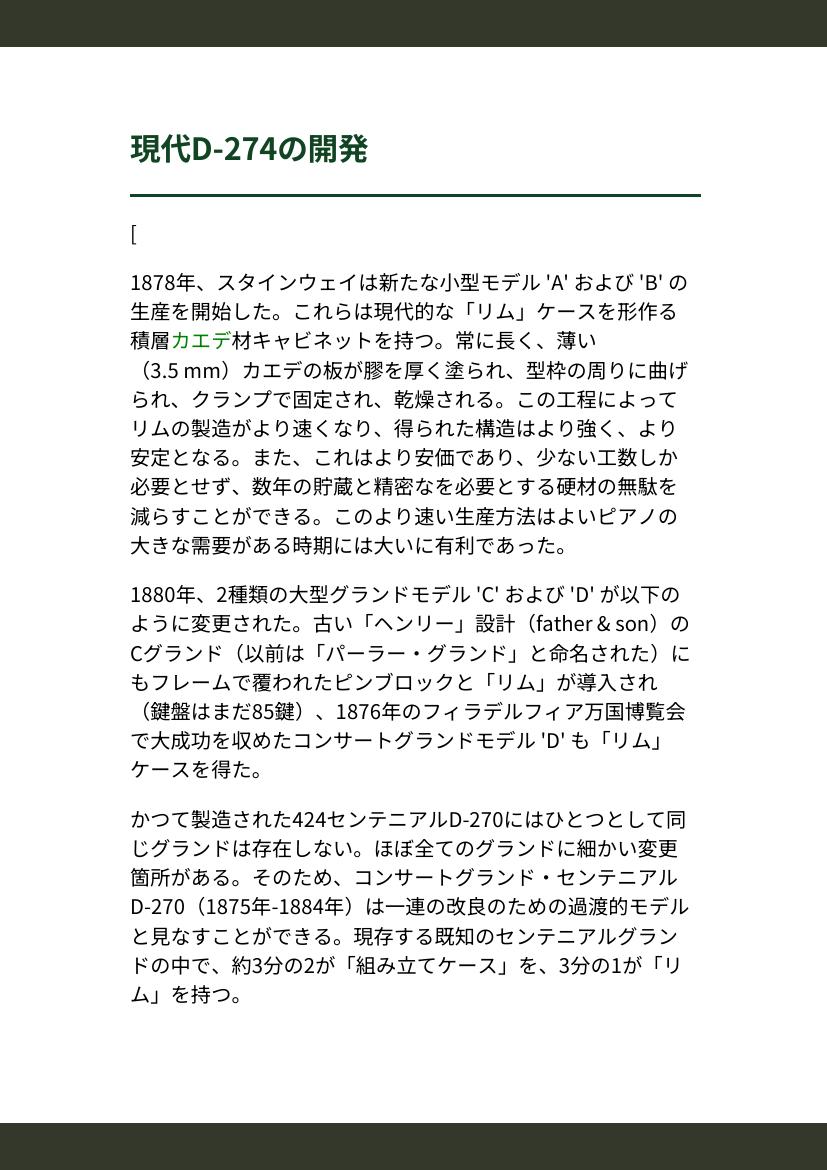 現代D-274の開発
[
1878年、スタインウェイは新たな小型モデル 'A' および 'B' の
生産を開始した。これらは現代的な「リム」ケースを形作る
積層カエデ材キャビネットを持つ。常に長く、薄い
（3.5 mm）カエデの板が膠を厚く塗られ、型枠の周りに曲げ
られ、クランプで固定され、乾燥される。この工程によって
リムの製造がより速くなり、得られた構造はより強く、より
安定となる。また、これはより安価であり、少ない工数しか
必要とせず、数年の貯蔵と精密なを必要とする硬材の無駄を
減らすことができる。このより速い生産方法はよいピアノの
大きな需要がある時期には大いに有利であった。
1880年、2種類の大型グランドモデル 'C' および 'D' が以下の
ように変更された。古い「ヘンリー」設計（father & son）の
Cグランド（以前は「パーラー・グランド」と命名された）に
もフレームで覆われたピンブロックと「リム」が導入され
（鍵盤はまだ85鍵）、1876年のフィラデルフィア万国博覧会
で大成功を収めたコンサートグランドモデル 'D' も「リム」
ケースを得た。
かつて製造された424センテニアルD-270にはひとつとして同
じグランドは存在しない。ほぼ全てのグランドに細かい変更
箇所がある。そのため、コンサートグランド・センテニアル
D-270（1875年-1884年）は一連の改良のための過渡的モデル
と見なすことができる。現存する既知のセンテニアルグラン
ドの中で、約3分の2が「組み立てケース」を、3分の1が「リ
ム」を持つ。